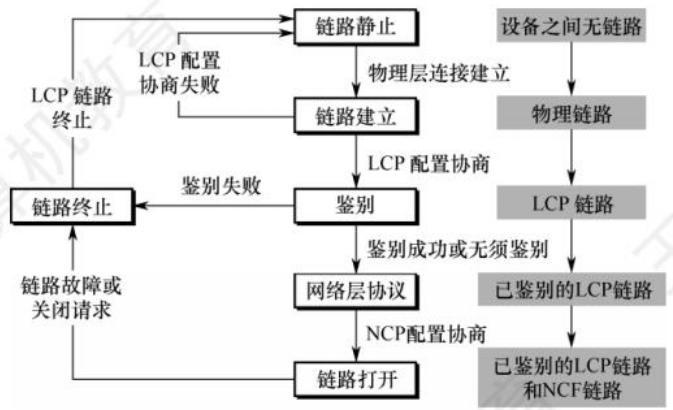 链路静止
设备之间无链路
LCP 配置
协商失败
物理层连接建立
LCP 链路
终止
链路建立
物理链路
LCP 配置协商
鉴别失败
链路终止
鉴别
LCP 链路
鉴别成功或无须鉴别
链路故障或
关闭请求
网络层协议
已鉴别的LCP链路
NCP配置协商
链路打开
已鉴别的LCP链路
和NCF链路
机教育